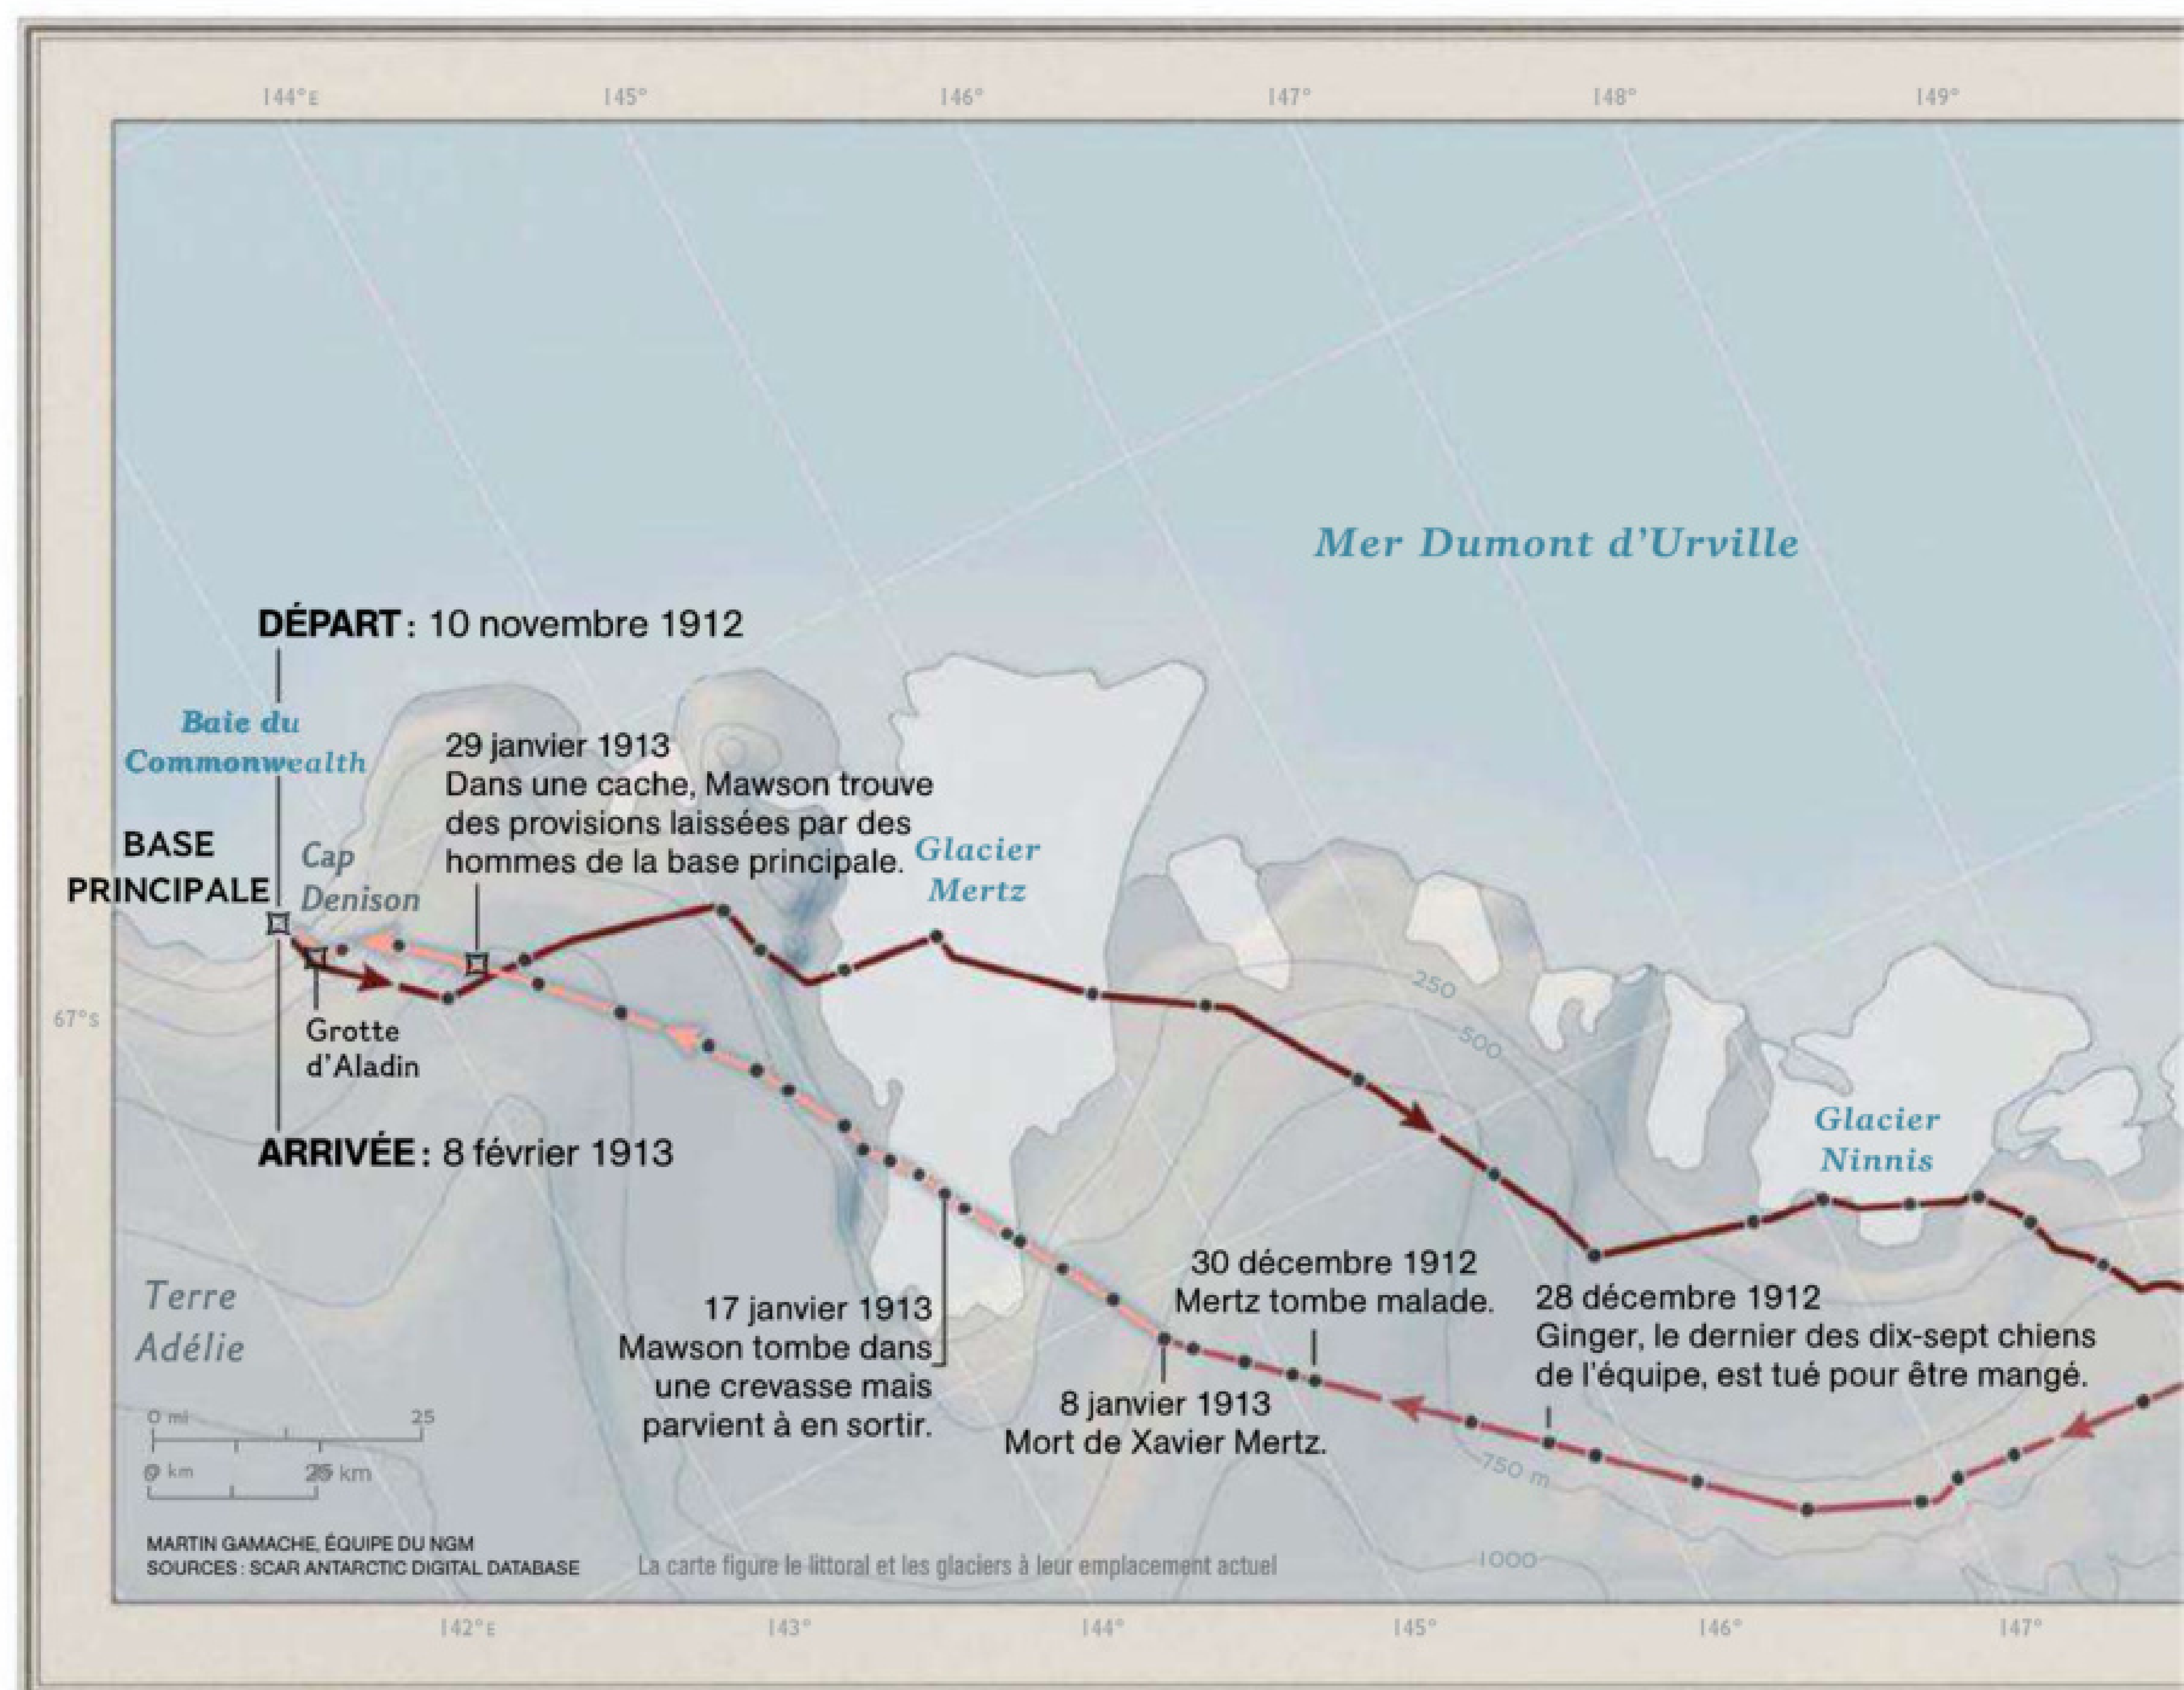 144°E
145°
146°
147°
148°
149°
Mer Dumont d'Urville
DÉPART : 10 novembre 1912
Baie du
Commonwealth
29 janvier 1913
Dans une cache, Mawson trouve
des provisions laissées par des
hommes de la base principale.
Glacier
Mertz
BASE
PRINCIPALE
Cap
Denison
67°S
Grotte
d'Aladin
250
500
ARRIVÉE : 8 février 1913
Glacier
Ninnis
Terre
Adélie
17 janvier 1913
Mawson tombe dans
une crevasse mais
parvient à en sortir.
30 décembre 1912
Mertz tombe malade.
28 décembre 1912
Ginger, le dernier des dix-sept chiens
de l'équipe, est tué pour être mangé.
8 janvier 1913
Mort de Xavier Mertz.
0 mi
25
0 km
25 km
750 m
1000
MARTIN GAMACHE, ÉQUIPE DU NGM
SOURCES : SCAR ANTARCTIC DIGITAL DATABASE
La carte figure le littoral et les glaciers à leur emplacement actuel
142°E
143°
144°
145°
146°
147°